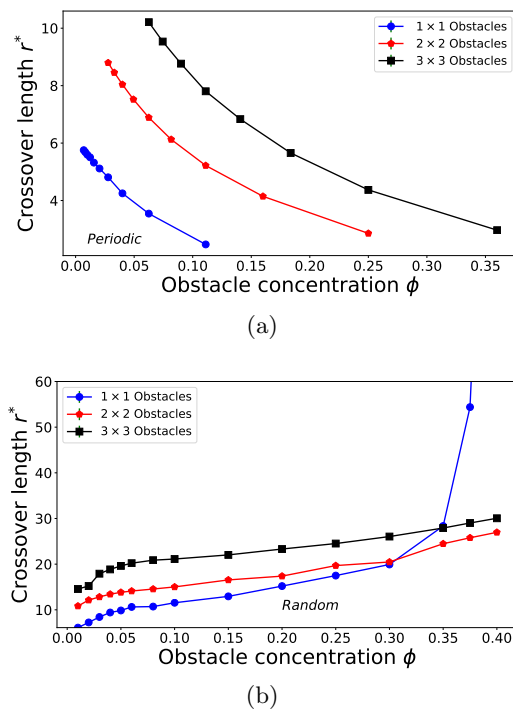 10
8
6
4
Crossover length r*
1 × 1 Obstacles
2 × 2 Obstacles
3 × 3 Obstacles
Periodic
0.00 0.05 0.10 0.15 0.20 0.25 0.30 0.35
Obstacle concentration ϕ
(a)
60
50
40
30
20
10
Crossover length r*
1 × 1 Obstacles
2 × 2 Obstacles
3 × 3 Obstacles
Random
0.00 0.05 0.10 0.15 0.20 0.25 0.30 0.35 0.40
Obstacle concentration ϕ
(b)